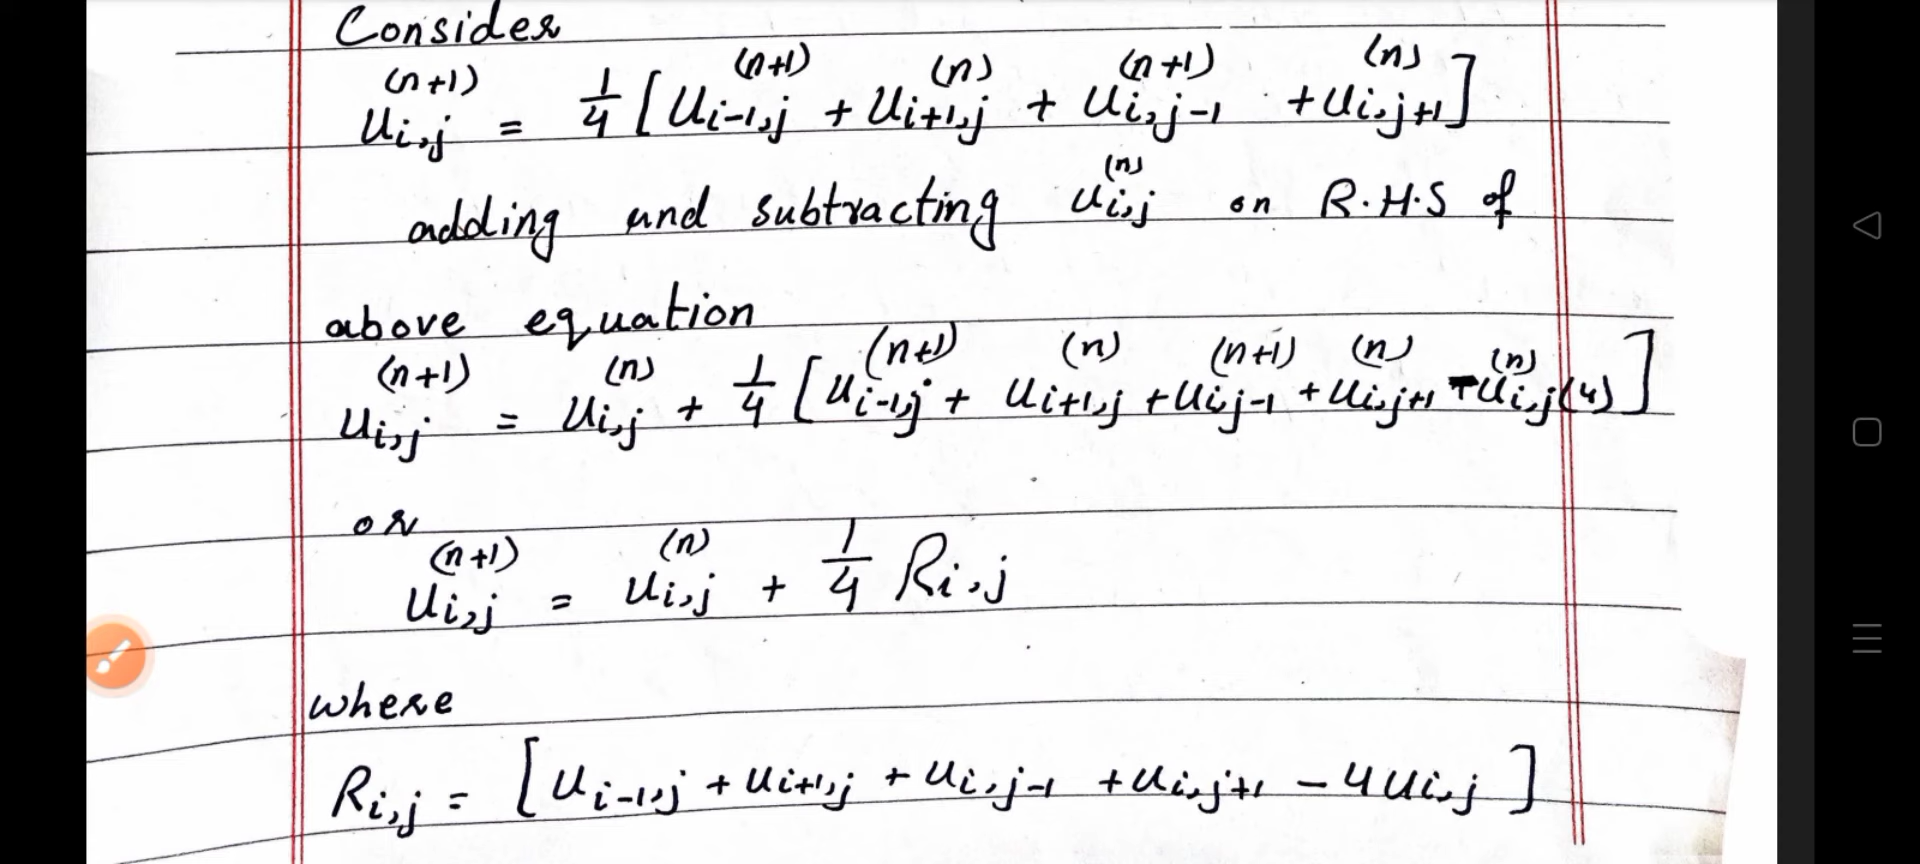 Consider
u_{i,j}^{(n+1)} = 1/4 [ u_{i-1,j}^{(n+1)} + u_{i+1,j}^{(n)} + u_{i,j-1}^{(n+1)} + u_{i,j+1}^{(n)} ]
adding and subtracting u_{i,j}^{(n)} on R.H.S of
above equation
u_{i,j}^{(n+1)} = u_{i,j}^{(n)} + 1/4 [ u_{i-1,j}^{(n+1)} + u_{i+1,j}^{(n)} + u_{i,j-1}^{(n+1)} + u_{i,j+1}^{(n)} - u_{i,j}^{(n)}(4) ]
or
u_{i,j}^{(n+1)} = u_{i,j}^{(n)} + 1/4 R_{i,j}
where
R_{i,j} = [ u_{i-1,j} + u_{i+1,j} + u_{i,j-1} + u_{i,j+1} - 4u_{i,j} ]